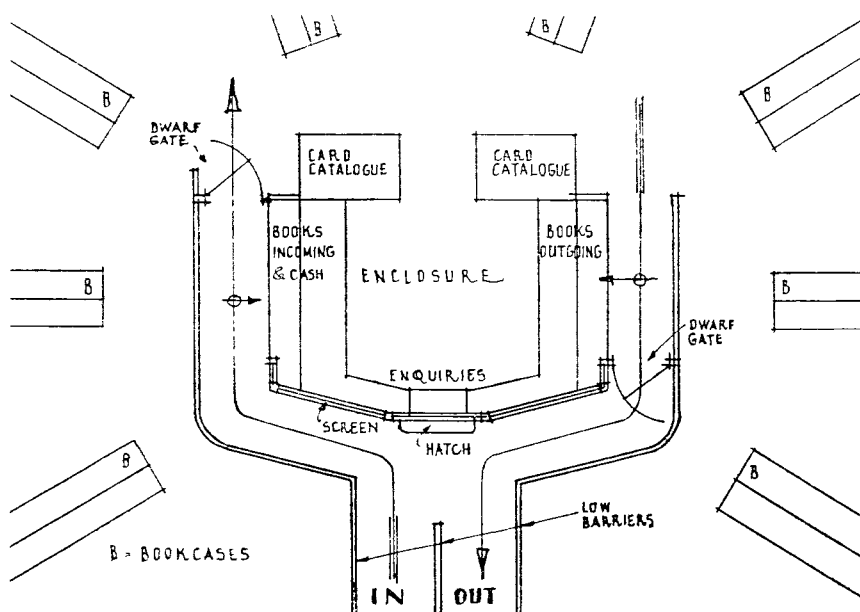 B
B
B
B
DWARF
GATE
CARD
CATALOGUE
CARD
CATALOGUE
BOOKS
INCOMING
& CASH
BOOKS
OUTGOING
ENCLOSURE
B
B
DWARF
GATE
ENQUIRIES
SCREEN
HATCH
B
B
LOW
BARRIERS
B = BOOKCASES
IN
OUT